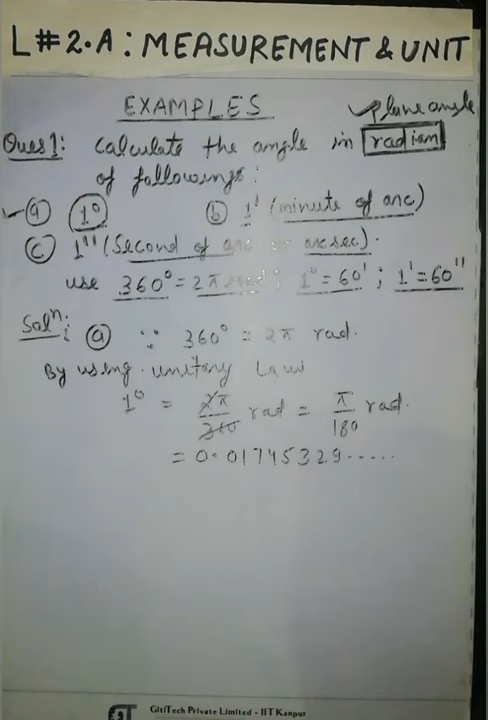 L#2.A: MEASUREMENT & UNIT
EXAMPLES Plane angle
Ques 1: Calculate the angle in radian
of followings:
(a) 1° (b) 1' (minute of arc)
(c) 1'' (Second of arc or arcsec).
use 360° = 2π rad; 1° = 60' ; 1' = 60''
Solⁿ: (a) ∵ 360° = 2π rad.
By using unitary Law
1° = 2π/360 rad = π/180 rad.
= 0.01745329.....
GitiTech Private Limited - IIT Kanpur